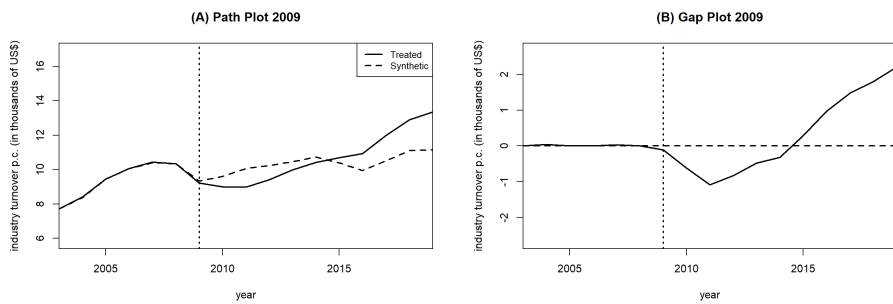 (A) Path Plot 2009
industry turnover p.c. (in thousands of US$)
16
14
12
10
8
6
Treated
Synthetic
2005
2010
2015
year
(B) Gap Plot 2009
industry turnover p.c. (in thousands of US$)
2
1
0
-1
-2
2005
2010
2015
year